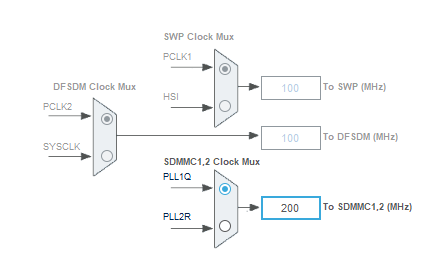 SWP Clock Mux
PCLK1
HSI
100
To SWP (MHz)
DFSDM Clock Mux
PCLK2
SYSCLK
100
To DFSDM (MHz)
SDMMC1,2 Clock Mux
PLL1Q
PLL2R
200
To SDMMC1,2 (MHz)